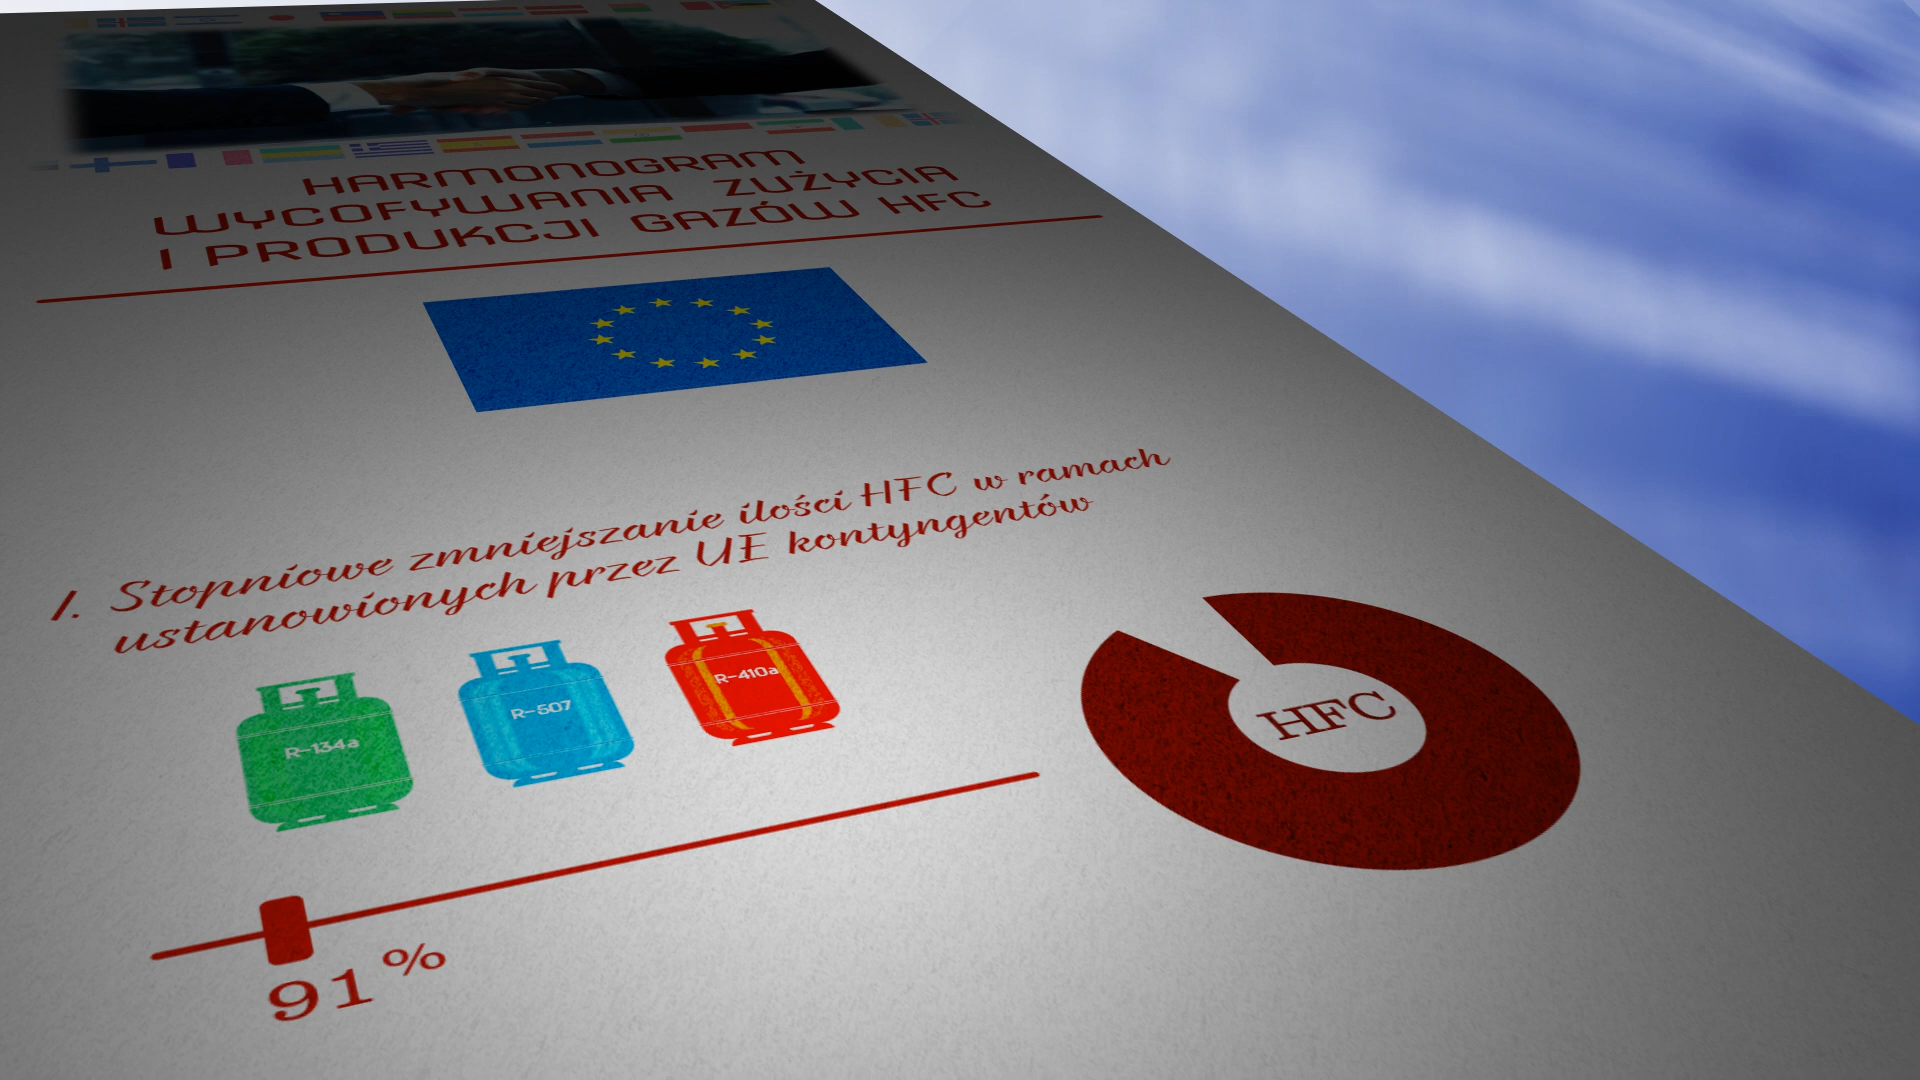 HARMONOGRAM
WYCOFYWANIA ZUŻYCIA
I PRODUKCJI GAZÓW HFC
1. Stopniowe zmniejszanie ilości HFC w ramach
ustanowionych przez UE kontyngentów
R-134a
R-507
R-410a
HFC
91 %